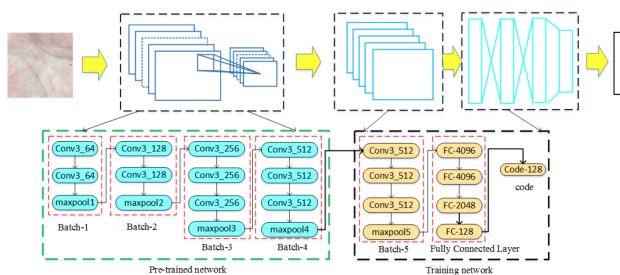 Conv3_64
Conv3_64
maxpool1
Batch-1
Conv3_128
Conv3_128
maxpool2
Batch-2
Conv3_256
Conv3_256
Conv3_256
maxpool3
Batch-3
Conv3_512
Conv3_512
Conv3_512
maxpool4
Batch-4
Pre-trained network
Conv3_512
Conv3_512
Conv3_512
maxpool5
Batch-5
FC-4096
FC-4096
FC-2048
FC-128
Fully Connected Layer
Code-128
code
Training network